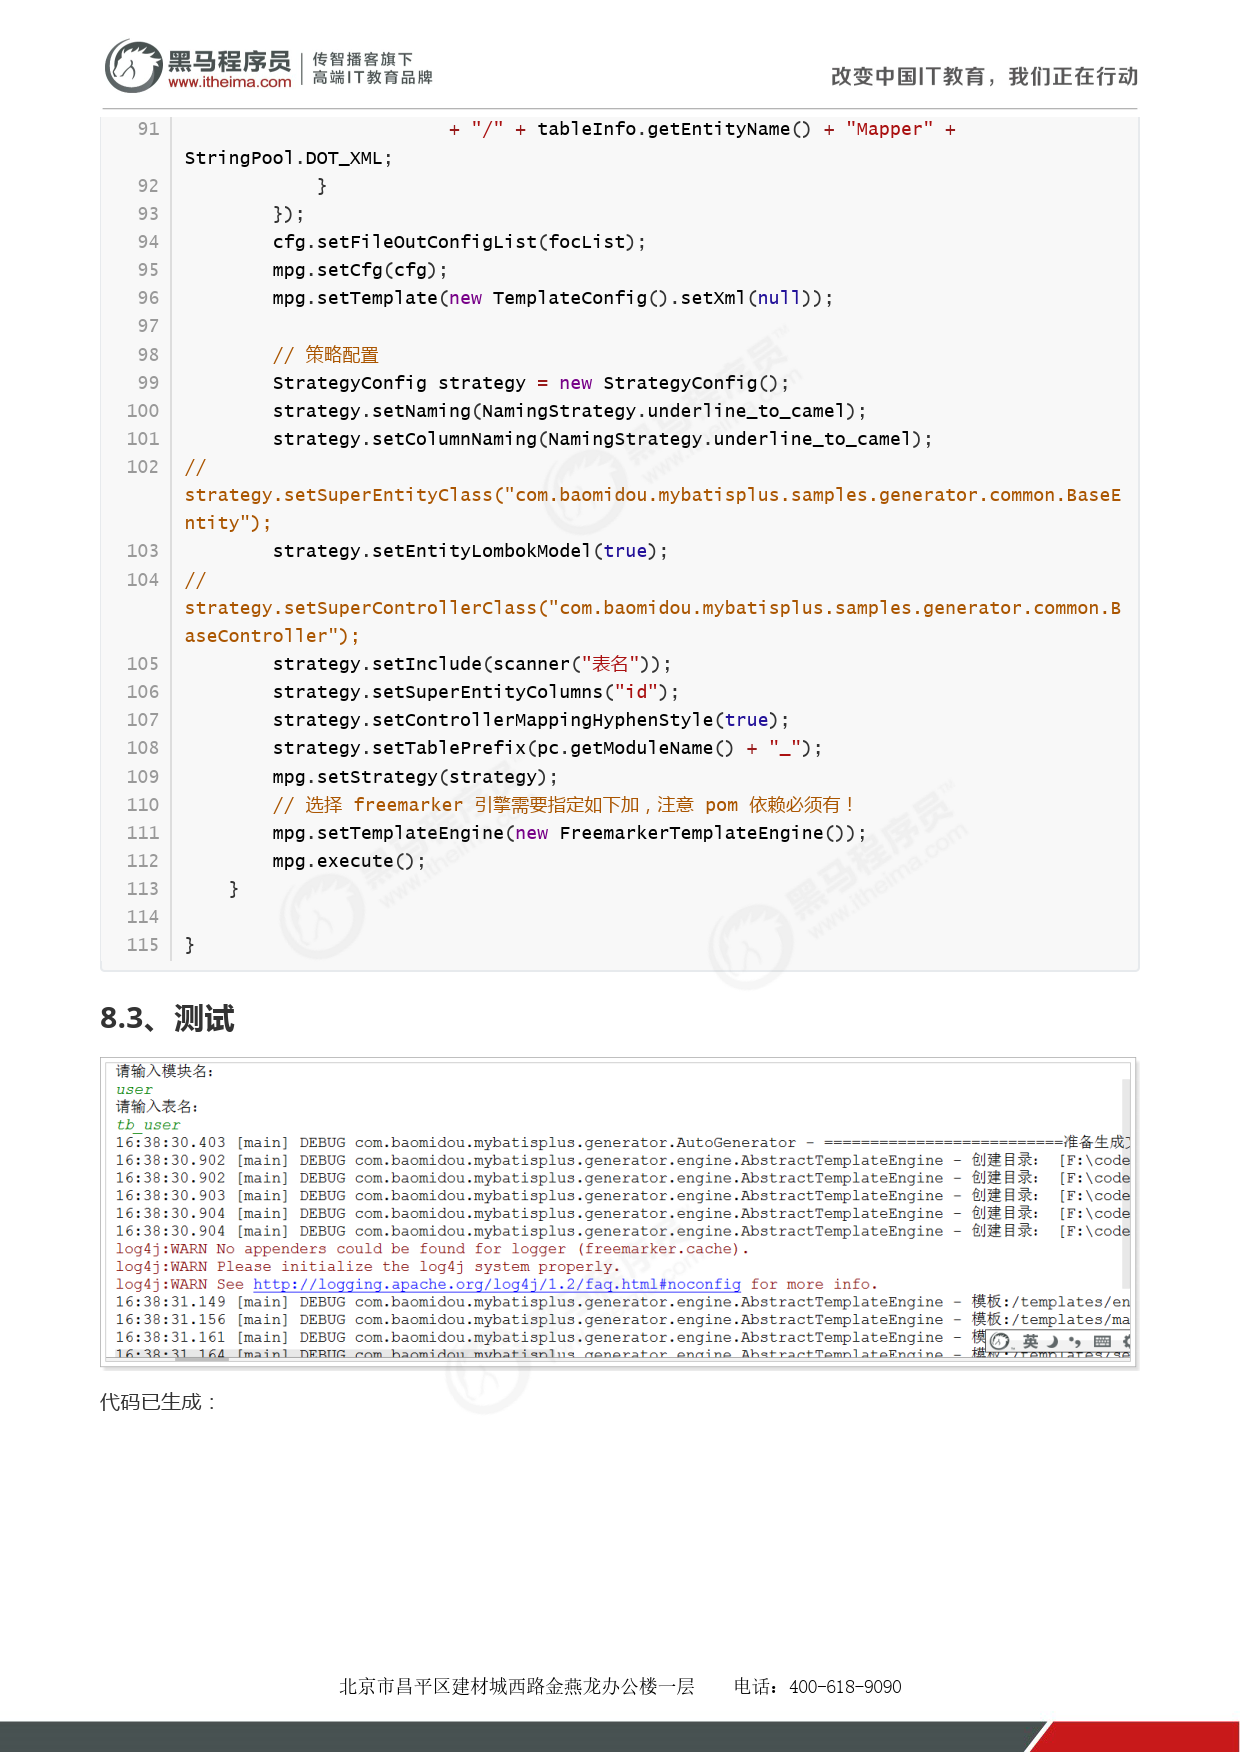 黑马程序员
www.itheima.com
传智播客旗下
高端IT教育品牌
改变中国IT教育，我们正在行动
91                         + "/" + tableInfo.getEntityName() + "Mapper" +
StringPool.DOT_XML;
92             }
93         });
94         cfg.setFileOutConfigList(focList);
95         mpg.setCfg(cfg);
96         mpg.setTemplate(new TemplateConfig().setXml(null));
97
98         // 策略配置
99         StrategyConfig strategy = new StrategyConfig();
100         strategy.setNaming(NamingStrategy.underline_to_camel);
101         strategy.setColumnNaming(NamingStrategy.underline_to_camel);
102 //
strategy.setSuperEntityClass("com.baomidou.mybatisplus.samples.generator.common.BaseE
ntity");
103         strategy.setEntityLombokModel(true);
104 //
strategy.setSuperControllerClass("com.baomidou.mybatisplus.samples.generator.common.B
aseController");
105         strategy.setInclude(scanner("表名"));
106         strategy.setSuperEntityColumns("id");
107         strategy.setControllerMappingHyphenStyle(true);
108         strategy.setTablePrefix(pc.getModuleName() + "_");
109         mpg.setStrategy(strategy);
110         // 选择 freemarker 引擎需要指定如下加，注意 pom 依赖必须有！
111         mpg.setTemplateEngine(new FreemarkerTemplateEngine());
112         mpg.execute();
113     }
114
115 }
8.3、测试
请输入模块名：
user
请输入表名：
tb_user
16:38:30.403 [main] DEBUG com.baomidou.mybatisplus.generator.AutoGenerator - ==========================准备生成
16:38:30.902 [main] DEBUG com.baomidou.mybatisplus.generator.engine.AbstractTemplateEngine - 创建目录： [F:\code
16:38:30.902 [main] DEBUG com.baomidou.mybatisplus.generator.engine.AbstractTemplateEngine - 创建目录： [F:\code
16:38:30.903 [main] DEBUG com.baomidou.mybatisplus.generator.engine.AbstractTemplateEngine - 创建目录： [F:\code
16:38:30.904 [main] DEBUG com.baomidou.mybatisplus.generator.engine.AbstractTemplateEngine - 创建目录： [F:\code
16:38:30.904 [main] DEBUG com.baomidou.mybatisplus.generator.engine.AbstractTemplateEngine - 创建目录： [F:\code
log4j:WARN No appenders could be found for logger (freemarker.cache).
log4j:WARN Please initialize the log4j system properly.
log4j:WARN See http://logging.apache.org/log4j/1.2/faq.html#noconfig for more info.
16:38:31.149 [main] DEBUG com.baomidou.mybatisplus.generator.engine.AbstractTemplateEngine - 模板:/templates/en
16:38:31.156 [main] DEBUG com.baomidou.mybatisplus.generator.engine.AbstractTemplateEngine - 模板:/templates/ma
16:38:31.161 [main] DEBUG com.baomidou.mybatisplus.generator.engine.AbstractTemplateEngine - 模
英
16:38:31.164 [main] DEBUG com.baomidou.mybatisplus.generator.engine.AbstractTemplateEngine - 模板:/templates/se
代码已生成：
北京市昌平区建材城西路金燕龙办公楼一层    电话：400-618-9090